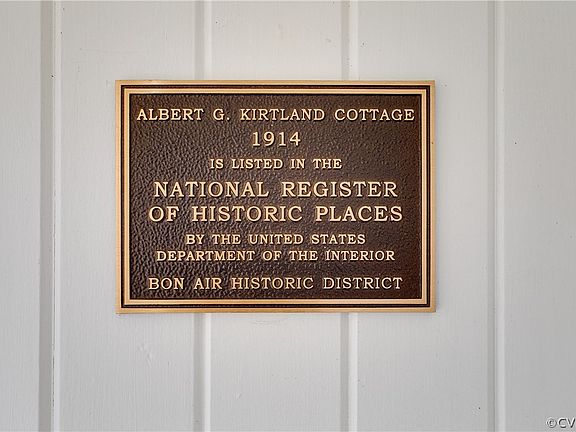 ALBERT G. KIRTLAND COTTAGE
1914
IS LISTED IN THE
NATIONAL REGISTER
OF HISTORIC PLACES
BY THE UNITED STATES
DEPARTMENT OF THE INTERIOR
BON AIR HISTORIC DISTRICT
©CV